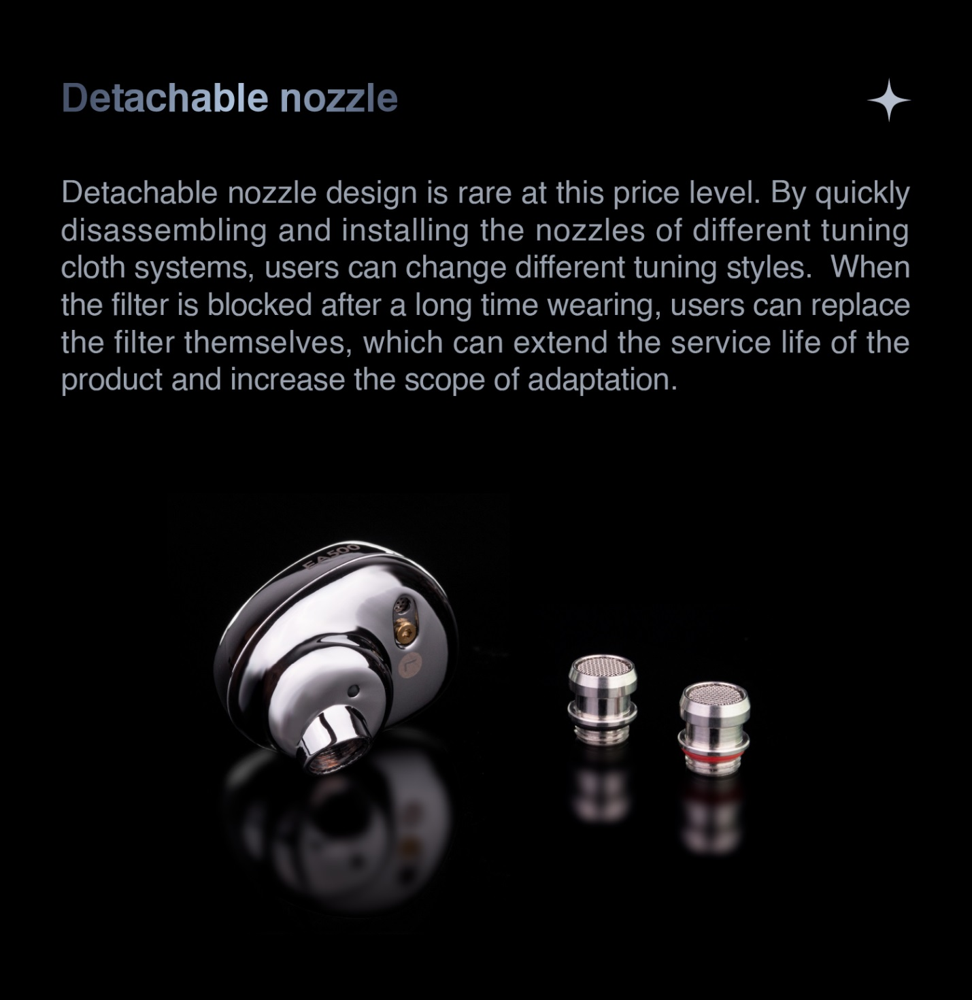 Detachable nozzle
Detachable nozzle design is rare at this price level. By quickly
disassembling and installing the nozzles of different tuning
cloth systems, users can change different tuning styles.  When
the filter is blocked after a long time wearing, users can replace
the filter themselves, which can extend the service life of the
product and increase the scope of adaptation.
EA500
L